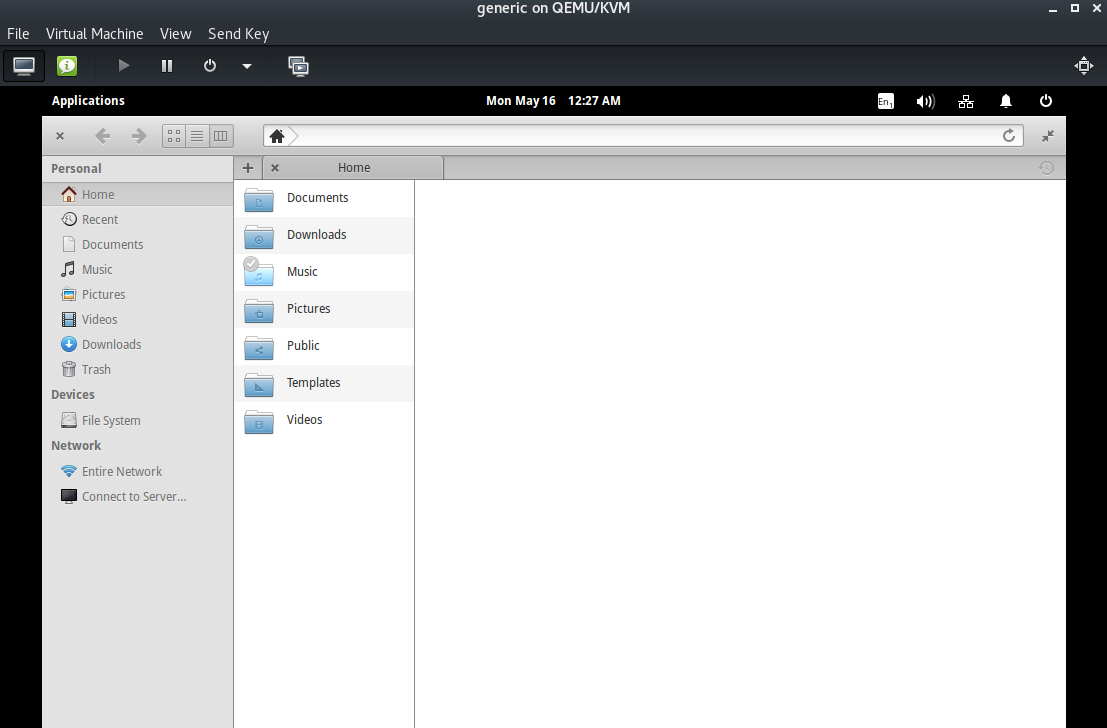 generic on QEMU/KVM
File Virtual Machine View Send Key
Applications Mon May 16 12:27 AM En1
Personal
Home
Recent
Documents
Music
Pictures
Videos
Downloads
Trash
Devices
File System
Network
Entire Network
Connect to Server...
Home
Documents
Downloads
Music
Pictures
Public
Templates
Videos